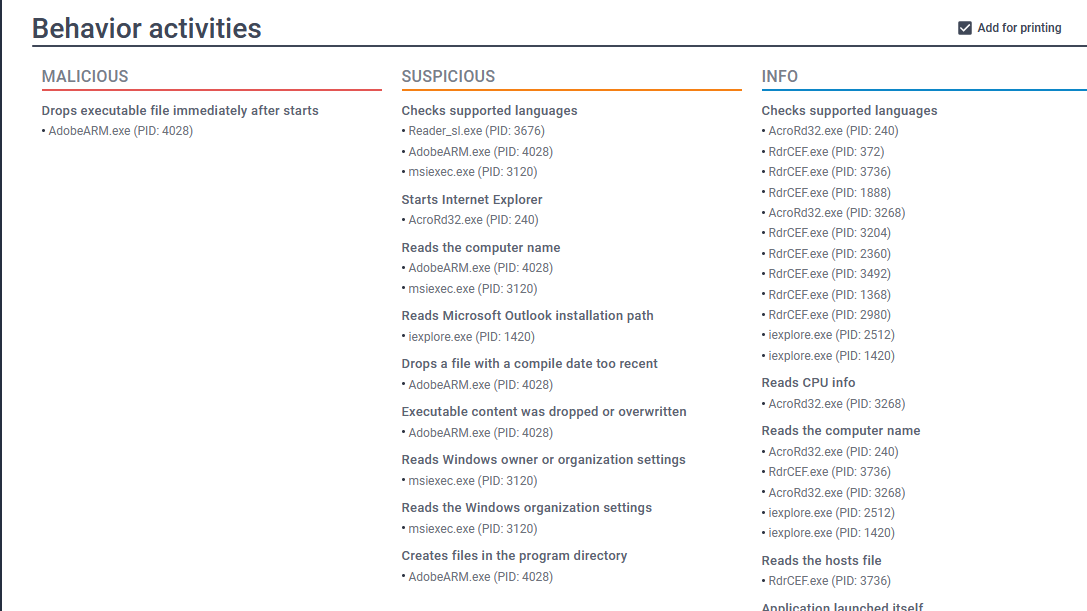 Behavior activities
Add for printing
MALICIOUS
Drops executable file immediately after starts
• AdobeARM.exe (PID: 4028)
SUSPICIOUS
Checks supported languages
• Reader_sl.exe (PID: 3676)
• AdobeARM.exe (PID: 4028)
• msiexec.exe (PID: 3120)
Starts Internet Explorer
• AcroRd32.exe (PID: 240)
Reads the computer name
• AdobeARM.exe (PID: 4028)
• msiexec.exe (PID: 3120)
Reads Microsoft Outlook installation path
• iexplore.exe (PID: 1420)
Drops a file with a compile date too recent
• AdobeARM.exe (PID: 4028)
Executable content was dropped or overwritten
• AdobeARM.exe (PID: 4028)
Reads Windows owner or organization settings
• msiexec.exe (PID: 3120)
Reads the Windows organization settings
• msiexec.exe (PID: 3120)
Creates files in the program directory
• AdobeARM.exe (PID: 4028)
INFO
Checks supported languages
• AcroRd32.exe (PID: 240)
• RdrCEF.exe (PID: 372)
• RdrCEF.exe (PID: 3736)
• RdrCEF.exe (PID: 1888)
• AcroRd32.exe (PID: 3268)
• RdrCEF.exe (PID: 3204)
• RdrCEF.exe (PID: 2360)
• RdrCEF.exe (PID: 3492)
• RdrCEF.exe (PID: 1368)
• RdrCEF.exe (PID: 2980)
• iexplore.exe (PID: 2512)
• iexplore.exe (PID: 1420)
Reads CPU info
• AcroRd32.exe (PID: 3268)
Reads the computer name
• AcroRd32.exe (PID: 240)
• RdrCEF.exe (PID: 3736)
• AcroRd32.exe (PID: 3268)
• iexplore.exe (PID: 2512)
• iexplore.exe (PID: 1420)
Reads the hosts file
• RdrCEF.exe (PID: 3736)
Application launched itself